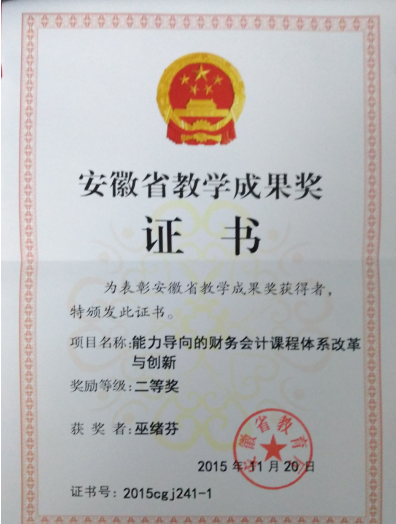 安徽省教学成果奖
证书
为表彰安徽省教学成果奖获得者，
特颁发此证书。
项目名称:能力导向的财务会计课程体系改革
与创新
奖励等级:二等奖
获奖者:巫绪芬
2015年11月20日
证书号:2015cgj241-1